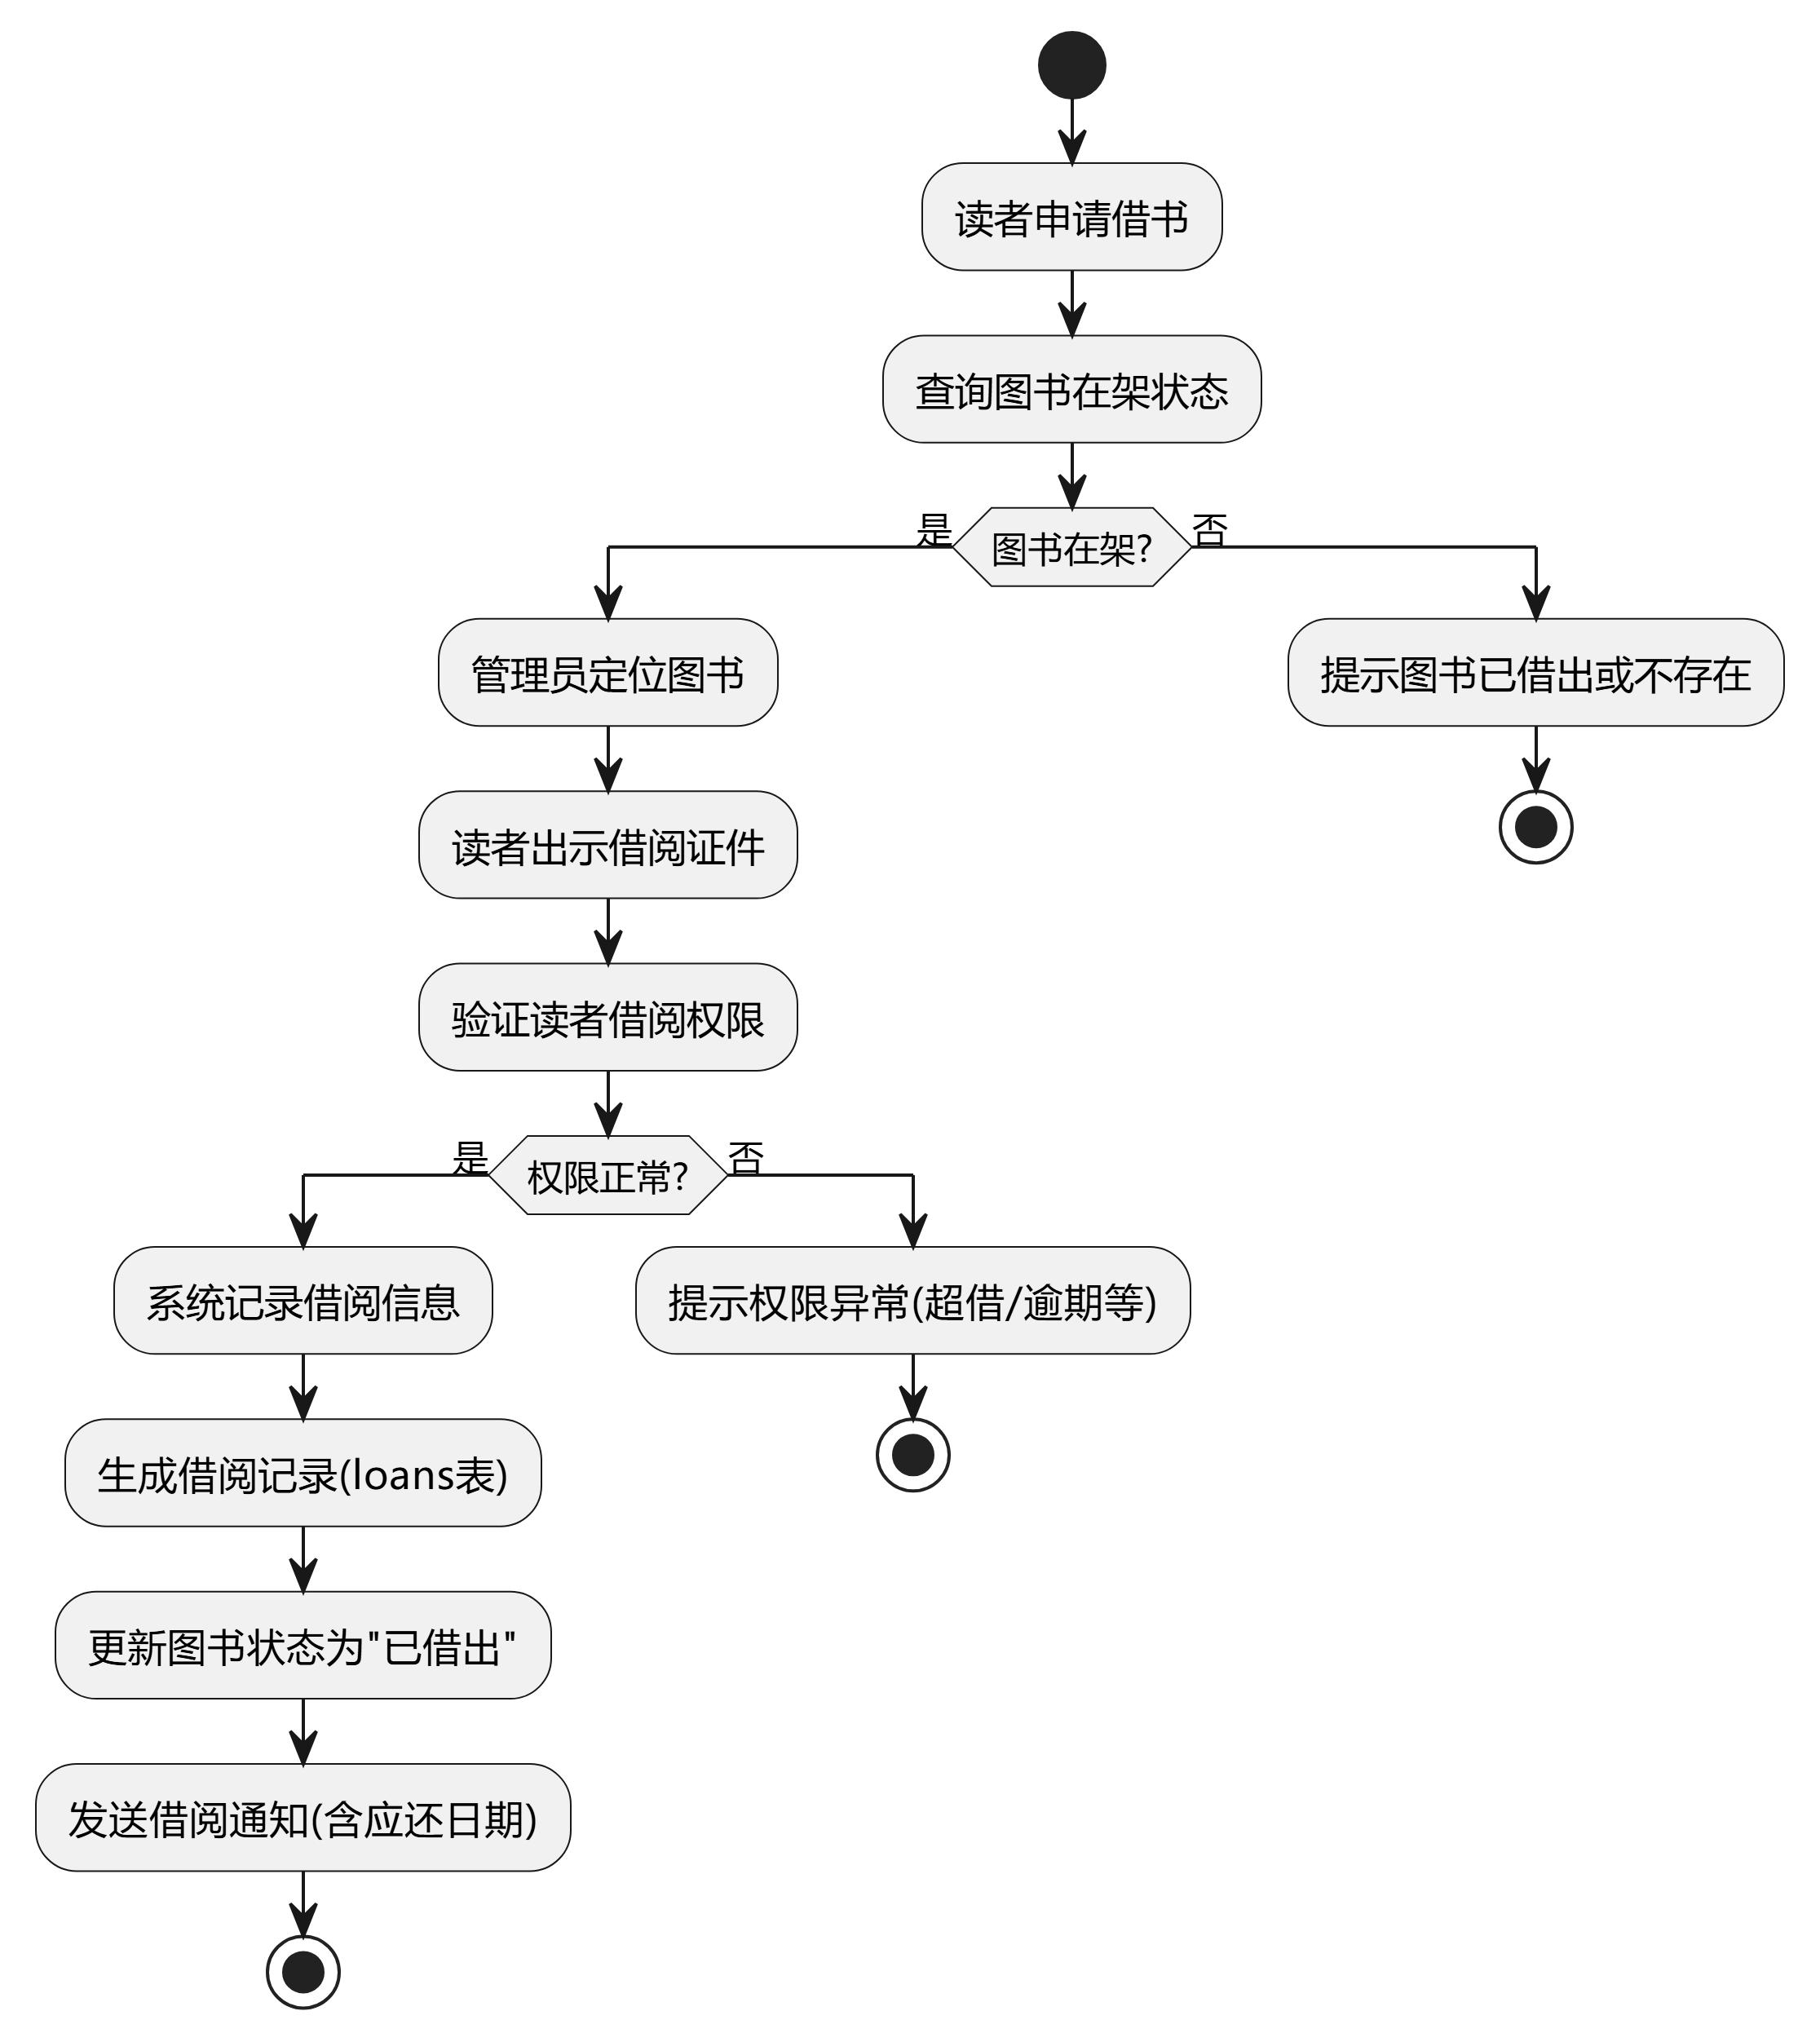 读者申请借书
查询图书在架状态
图书在架?
是
否
管理员定位图书
提示图书已借出或不存在
读者出示借阅证件
验证读者借阅权限
权限正常?
是
否
系统记录借阅信息
提示权限异常(超借/逾期等)
生成借阅记录(loans表)
更新图书状态为"已借出"
发送借阅通知(含应还日期)